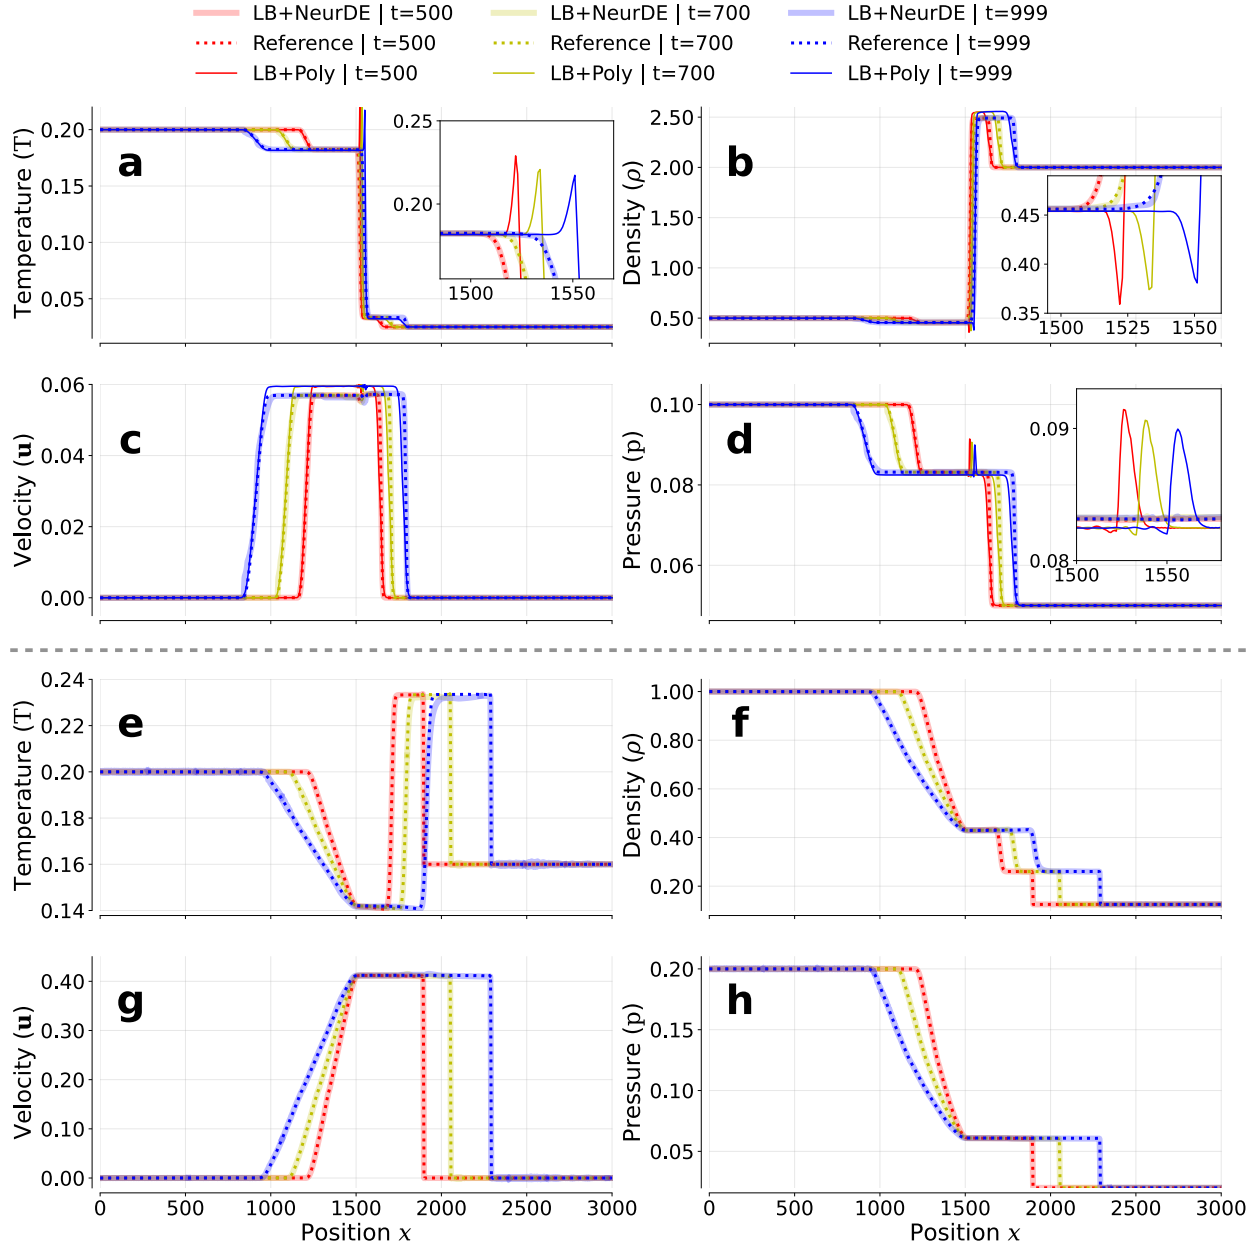 LB+NeurDE | t=500
LB+NeurDE | t=700
LB+NeurDE | t=999
Reference | t=500
Reference | t=700
Reference | t=999
LB+Poly | t=500
LB+Poly | t=700
LB+Poly | t=999
Temperature (T)
0.20
0.15
0.10
0.05
a
0.25
0.20
1500
1550
Density (ρ)
2.50
2.00
1.50
1.00
0.50
b
0.45
0.40
0.35
1500
1525
1550
Velocity (u)
0.06
0.04
0.02
0.00
c
Pressure (p)
0.10
0.08
0.06
d
0.09
0.08
1500
1550
Temperature (T)
0.24
0.22
0.20
0.18
0.16
0.14
e
Density (ρ)
1.00
0.80
0.60
0.40
0.20
f
Velocity (u)
0.40
0.30
0.20
0.10
0.00
g
0
500
1000
1500
2000
2500
3000
Position x
Pressure (p)
0.20
0.15
0.10
0.05
h
0
500
1000
1500
2000
2500
3000
Position x